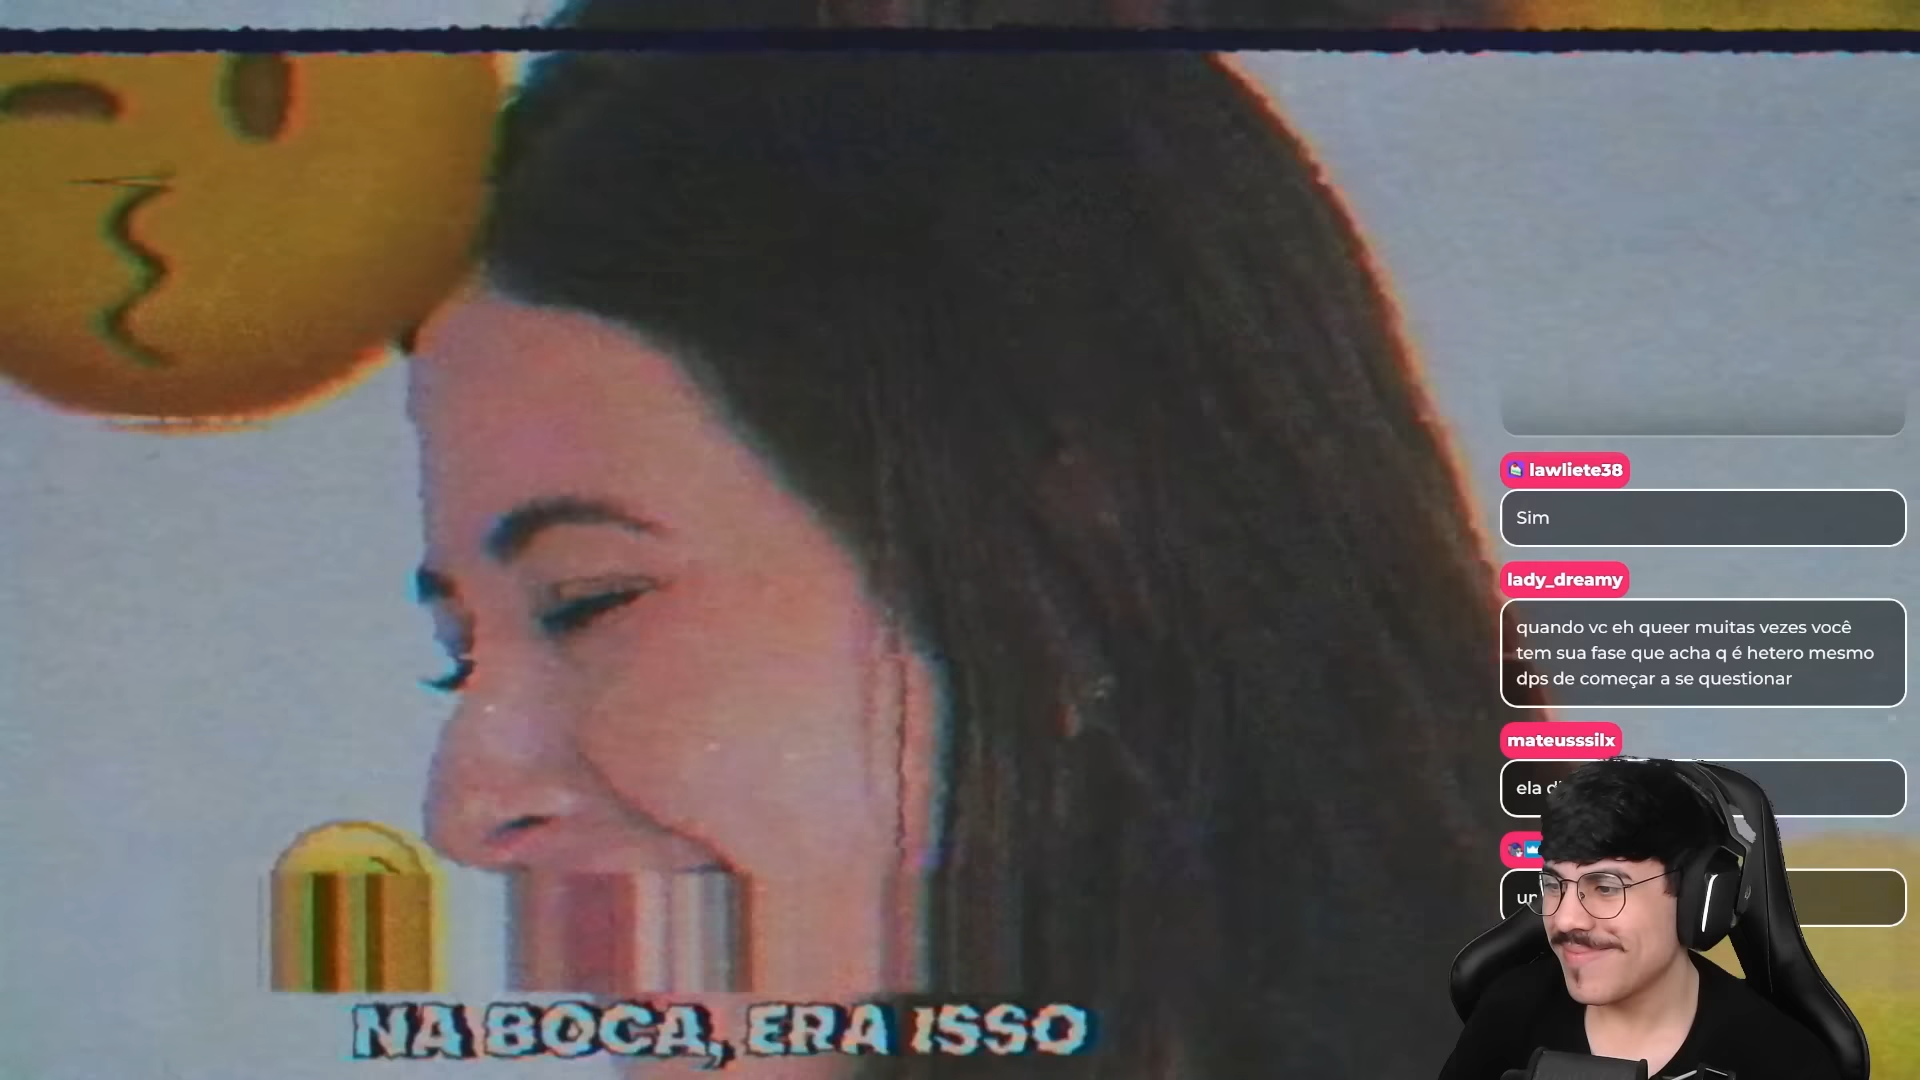 lawliete38
Sim
lady_dreamy
quando vc eh queer muitas vezes você
tem sua fase que acha q é hetero mesmo
dps de começar a se questionar
mateusssilx
ela
NA BOCA, ERA ISSO